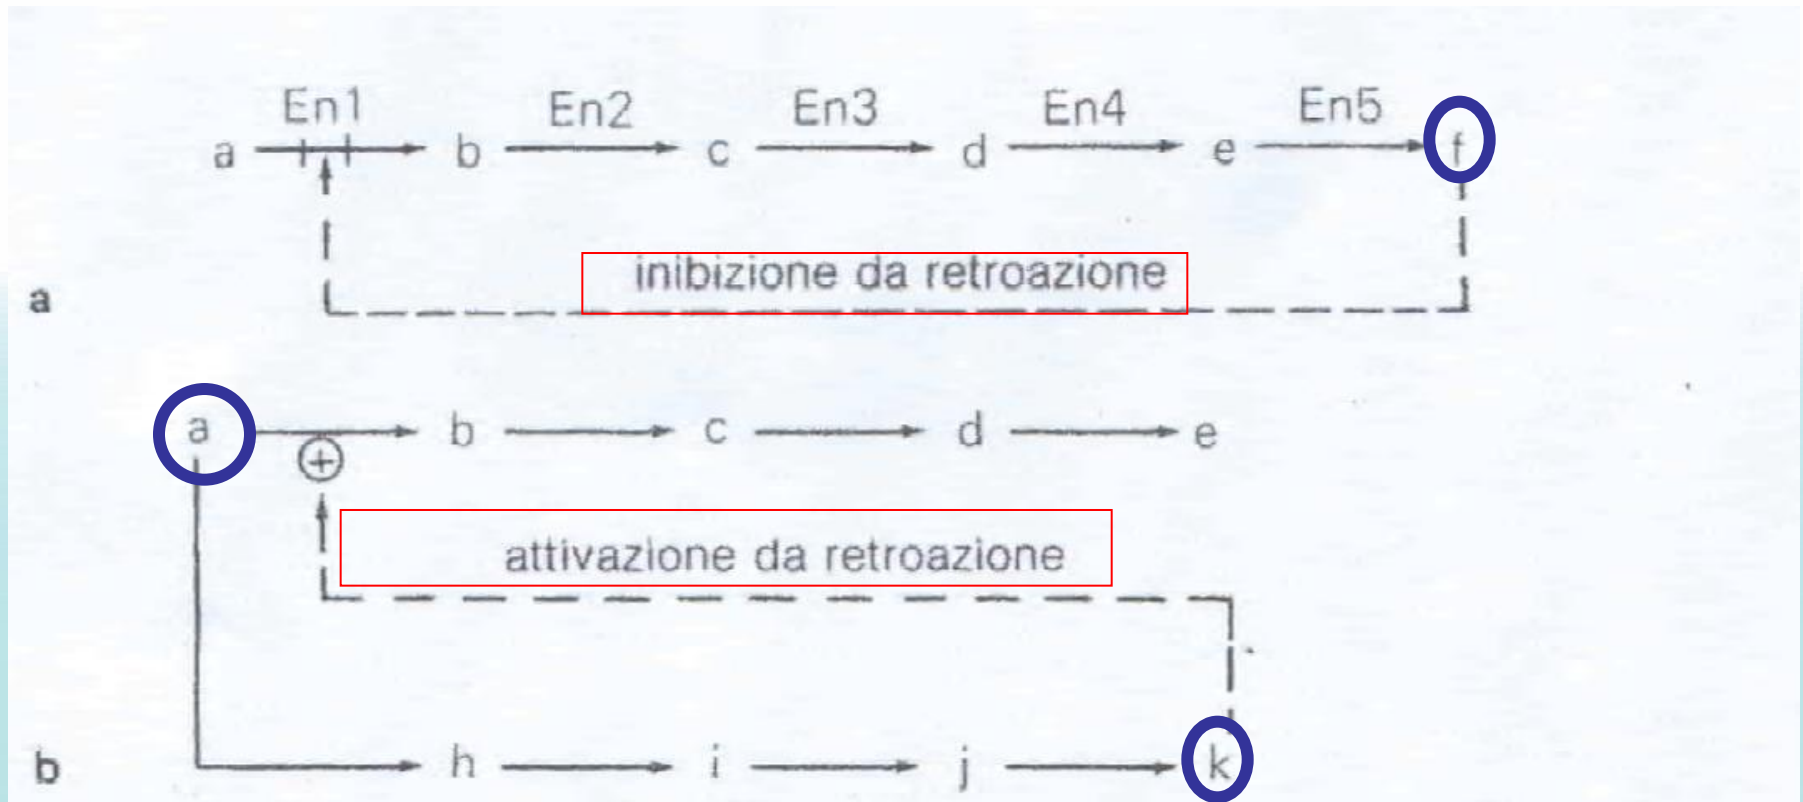 En1 En2 En3 En4 En5
a b c d e f
inibizione da retroazione
a
a b c d e
+
attivazione da retroazione
b h i j k